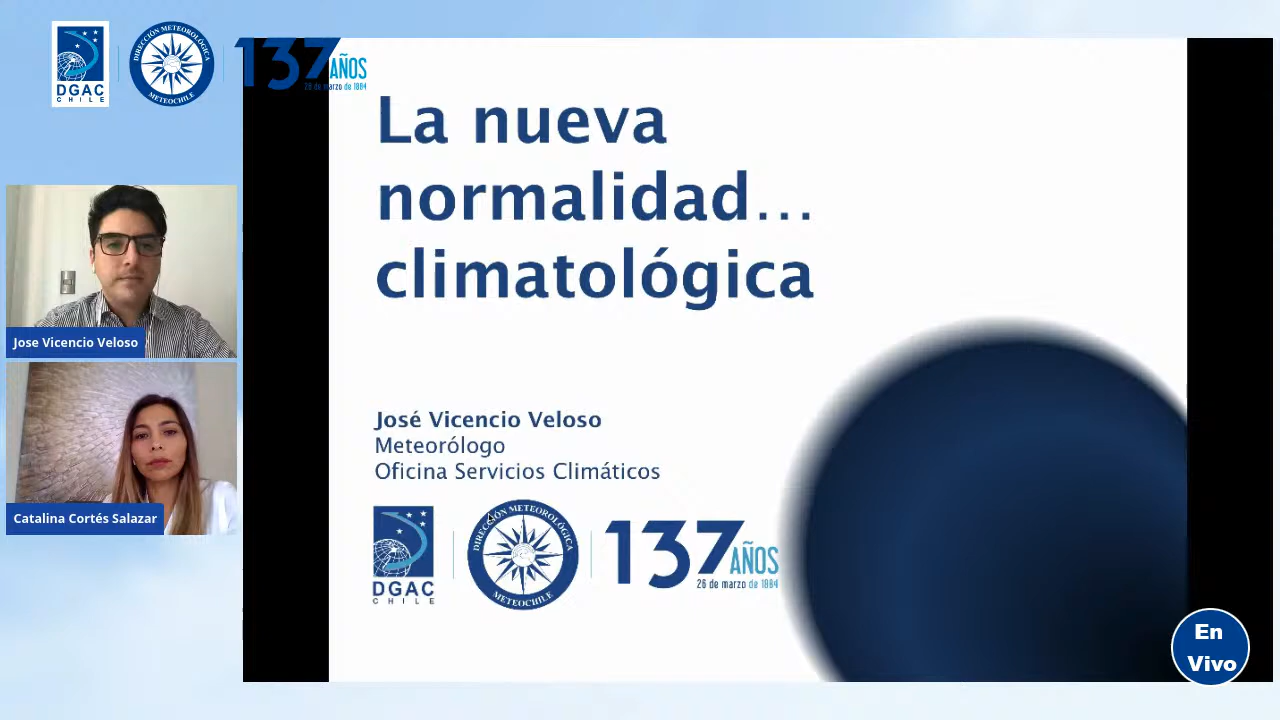 DGAC
CHILE
DIRECCIÓN METEOROLÓGICA
METEOCHILE
137 AÑOS
26 de marzo de 1884
La nueva
normalidad...
climatológica
Jose Vicencio Veloso
Catalina Cortés Salazar
José Vicencio Veloso
Meteorólogo
Oficina Servicios Climáticos
DGAC
CHILE
DIRECCIÓN METEOROLÓGICA
METEOCHILE
137 AÑOS
26 de marzo de 1884
En
Vivo